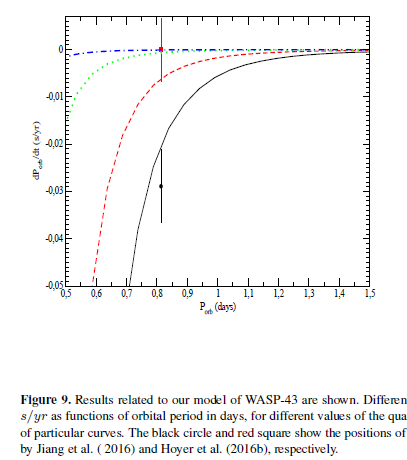 0
-0,01
-0,02
-0,03
-0,04
-0,05
dP_orb/dt (s/yr)
0,5 0,6 0,7 0,8 0,9 1 1,1 1,2 1,3 1,4 1,5
P_orb (days)
Figure 9. Results related to our model of WASP-43 are shown. Differen
s/yr as functions of orbital period in days, for different values of the qua
of particular curves. The black circle and red square show the positions of
by Jiang et al. ( 2016) and Hoyer et al. (2016b), respectively.